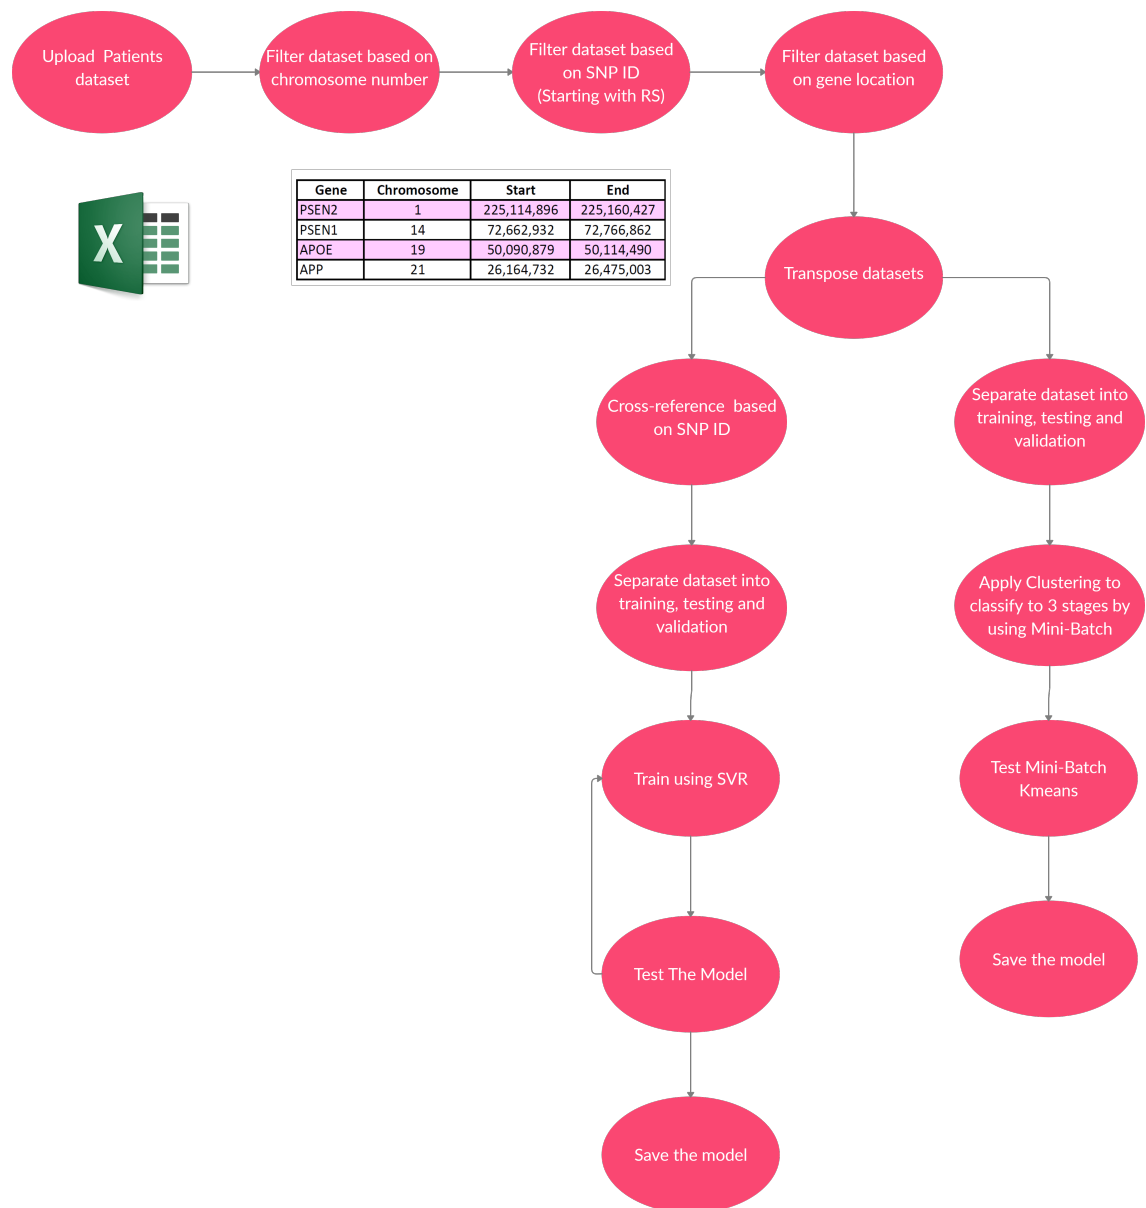 Upload Patients
dataset
Filter dataset based on
chromosome number
Filter dataset based
on SNP ID
(Starting with RS)
Filter dataset based
on gene location
X
Gene Chromosome Start End
PSEN2 1 225,114,896 225,160,427
PSEN1 14 72,662,932 72,766,862
APOE 19 50,090,879 50,114,490
APP 21 26,164,732 26,475,003
Transpose datasets
Cross-reference based
on SNP ID
Separate dataset into
training, testing and
validation
Separate dataset into
training, testing and
validation
Apply Clustering to
classify to 3 stages by
using Mini-Batch
Train using SVR
Test Mini-Batch
Kmeans
Test The Model
Save the model
Save the model